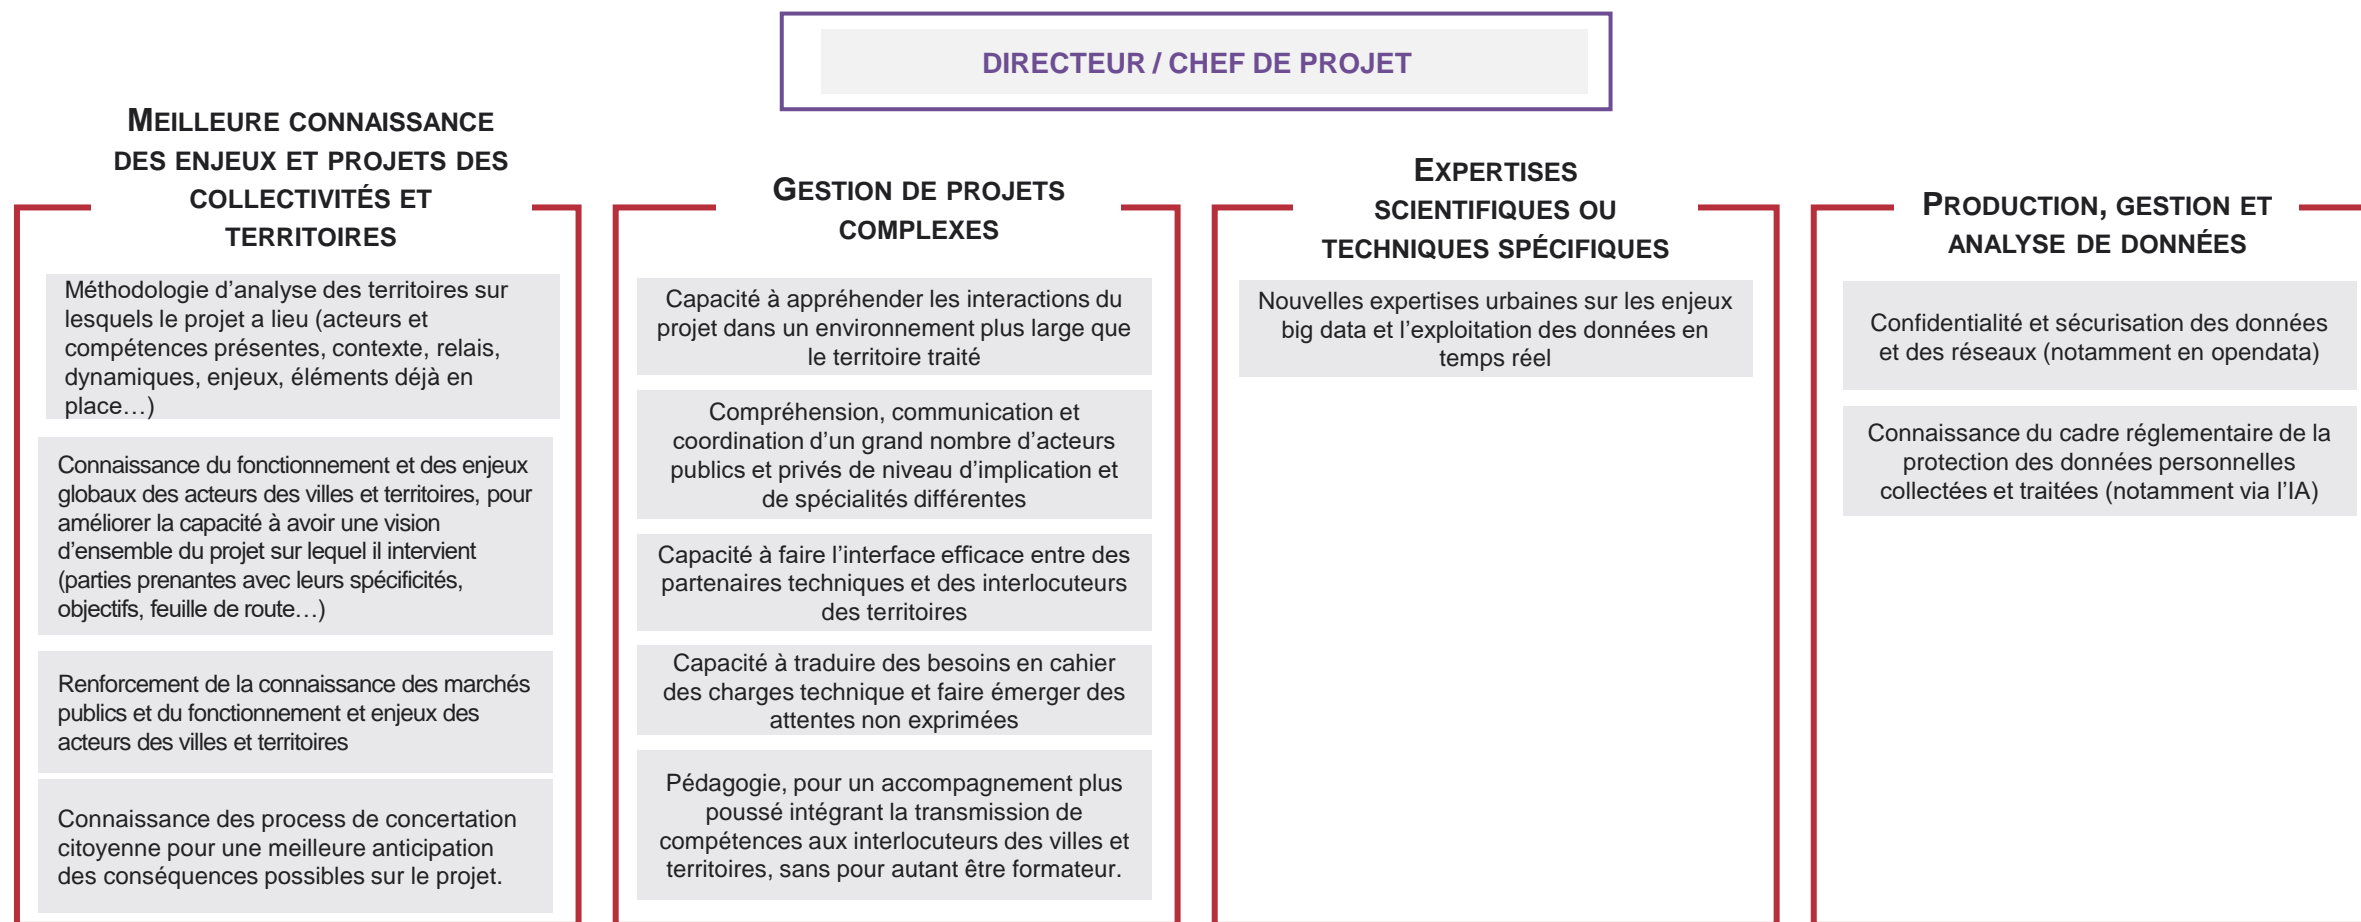 DIRECTEUR / CHEF DE PROJET
MEILLEURE CONNAISSANCE
DES ENJEUX ET PROJETS DES
COLLECTIVITÉS ET
TERRITOIRES
Méthodologie d’analyse des territoires sur
lesquels le projet a lieu (acteurs et
compétences présentes, contexte, relais,
dynamiques, enjeux, éléments déjà en
place…)
Connaissance du fonctionnement et des enjeux
globaux des acteurs des villes et territoires, pour
améliorer la capacité à avoir une vision
d’ensemble du projet sur lequel il intervient
(parties prenantes avec leurs spécificités,
objectifs, feuille de route…)
Renforcement de la connaissance des marchés
publics et du fonctionnement et enjeux des
acteurs des villes et territoires
Connaissance des process de concertation
citoyenne pour une meilleure anticipation
des conséquences possibles sur le projet.
GESTION DE PROJETS
COMPLEXES
Capacité à appréhender les interactions du
projet dans un environnement plus large que
le territoire traité
Compréhension, communication et
coordination d’un grand nombre d’acteurs
publics et privés de niveau d’implication et
de spécialités différentes
Capacité à faire l’interface efficace entre des
partenaires techniques et des interlocuteurs
des territoires
Capacité à traduire des besoins en cahier
des charges technique et faire émerger des
attentes non exprimées
Pédagogie, pour un accompagnement plus
poussé intégrant la transmission de
compétences aux interlocuteurs des villes et
territoires, sans pour autant être formateur.
EXPERTISES
SCIENTIFIQUES OU
TECHNIQUES SPÉCIFIQUES
Nouvelles expertises urbaines sur les enjeux
big data et l’exploitation des données en
temps réel
PRODUCTION, GESTION ET
ANALYSE DE DONNÉES
Confidentialité et sécurisation des données
et des réseaux (notamment en opendata)
Connaissance du cadre réglementaire de la
protection des données personnelles
collectées et traitées (notamment via l’IA)